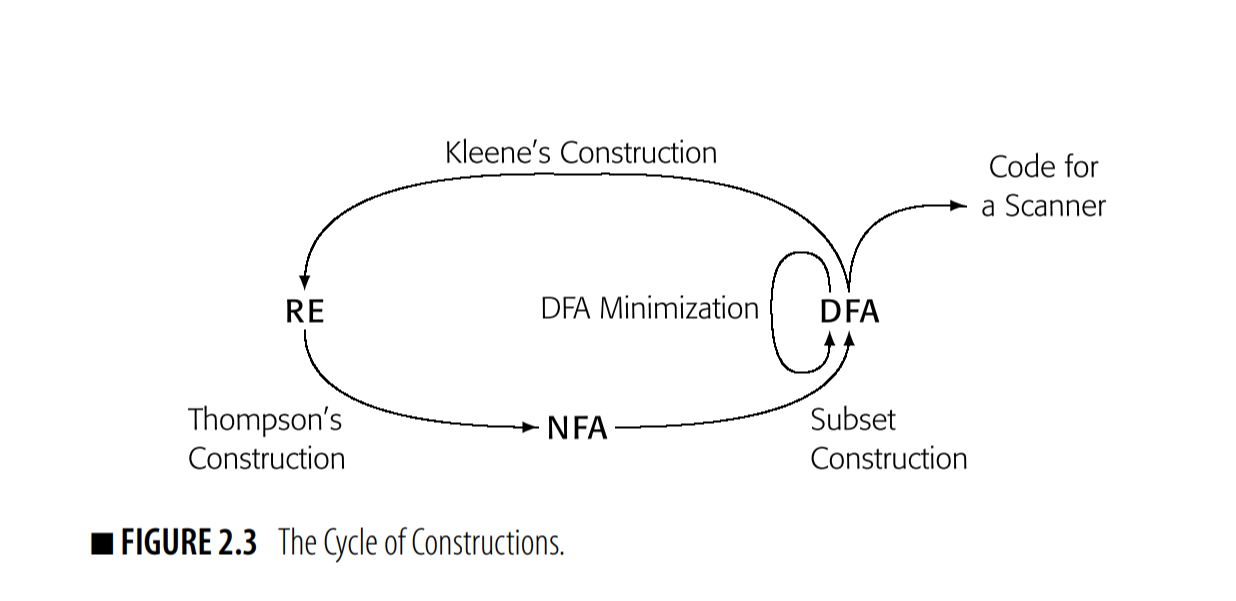 Kleene's Construction
Code for
a Scanner
RE
DFA Minimization
DFA
Thompson's
Construction
NFA
Subset
Construction
■ FIGURE 2.3 The Cycle of Constructions.